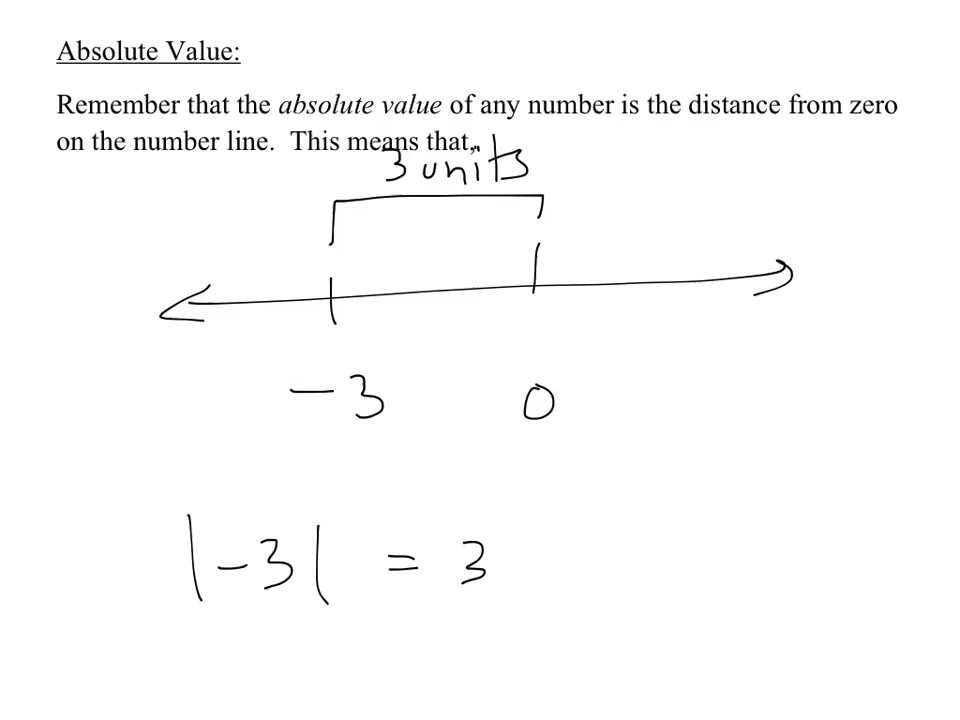 Absolute Value:
Remember that the absolute value of any number is the distance from zero
on the number line.  This means that,
3 units
-3 0
|-3| = 3